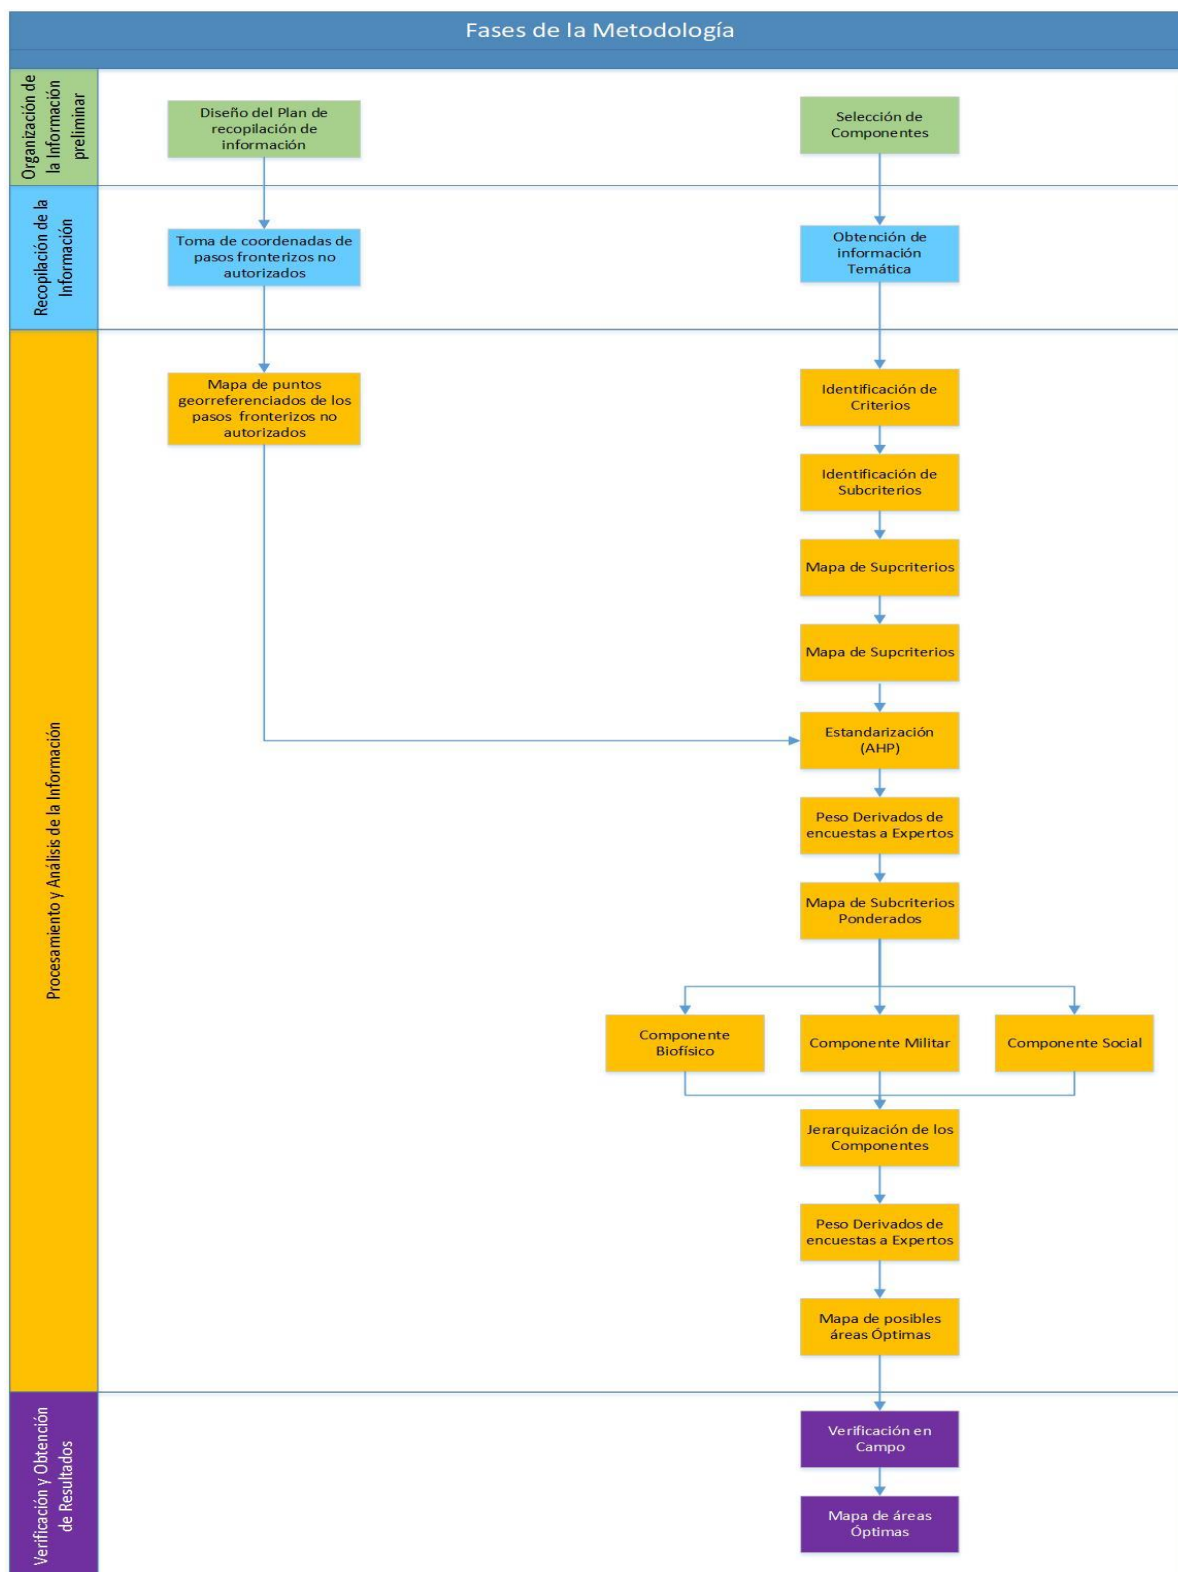 Fases de la Metodología
Organización de
la Información
preliminar
Diseño del Plan de
recopilación de
información
Selección de
Componentes
Recopilación de la
Información
Toma de coordenadas de
pasos fronterizos no
autorizados
Obtención de
información
Temática
Procesamiento y Análisis de la Información
Mapa de puntos
georreferenciados de los
pasos fronterizos no
autorizados
Identificación de
Criterios
Identificación de
Subcriterios
Mapa de Supcriterios
Mapa de Supcriterios
Estandarización
(AHP)
Peso Derivados de
encuestas a Expertos
Mapa de Subcriterios
Ponderados
Componente
Biofísico
Componente Militar
Componente Social
Jerarquización de los
Componentes
Peso Derivados de
encuestas a Expertos
Mapa de posibles
áreas Óptimas
Verificación y Obtención
de Resultados
Verificación en
Campo
Mapa de áreas
Óptimas